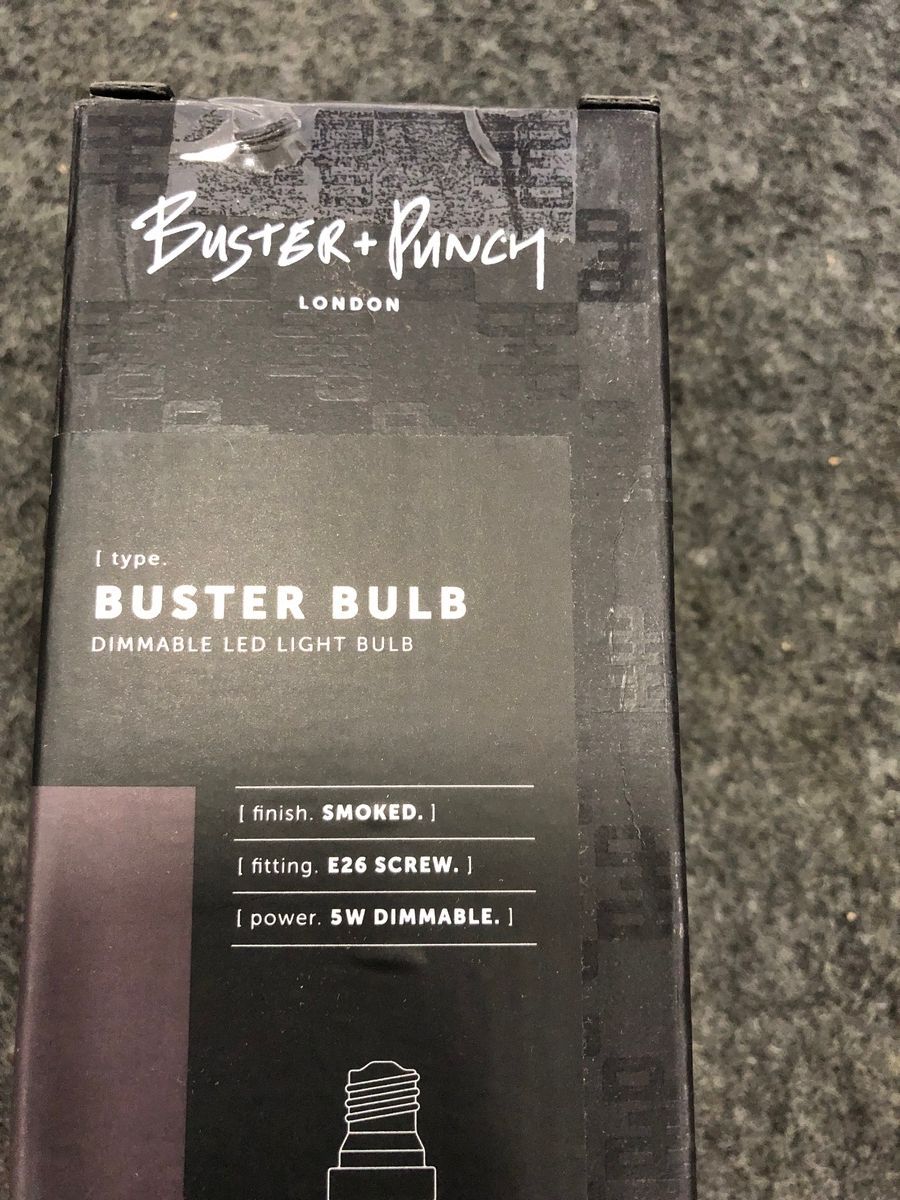 BUSTER + PUNCH
LONDON
[ type.
BUSTER BULB
DIMMABLE LED LIGHT BULB
[ finish. SMOKED. ]
[ fitting. E26 SCREW. ]
[ power. 5W DIMMABLE. ]